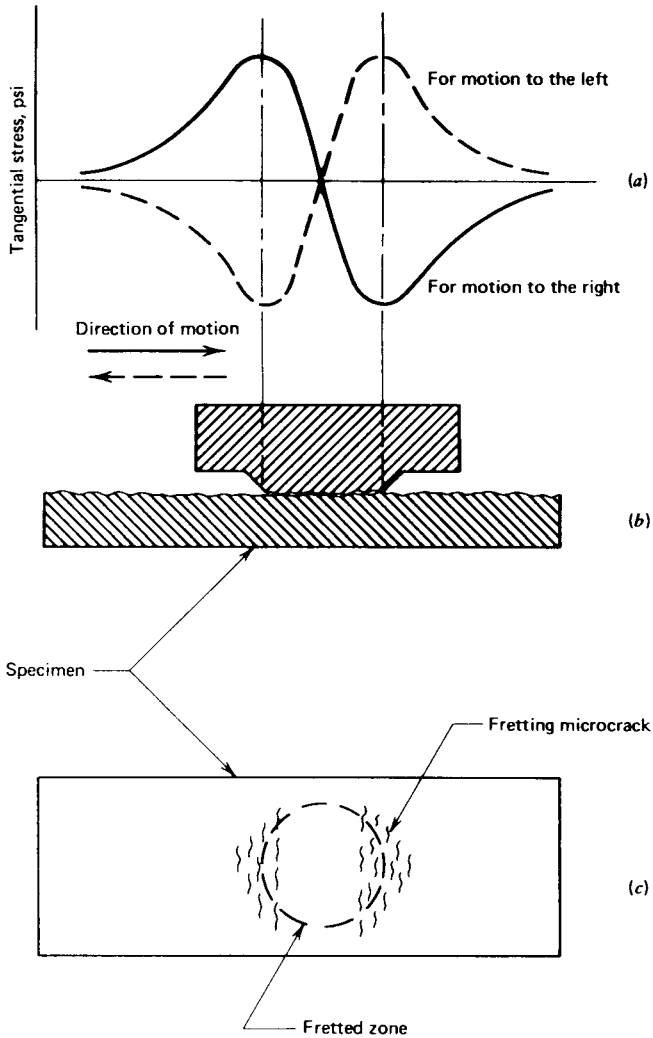 Tangential stress, psi
For motion to the left
(a)
For motion to the right
Direction of motion
(b)
Specimen
Fretting microcrack
(c)
Fretted zone